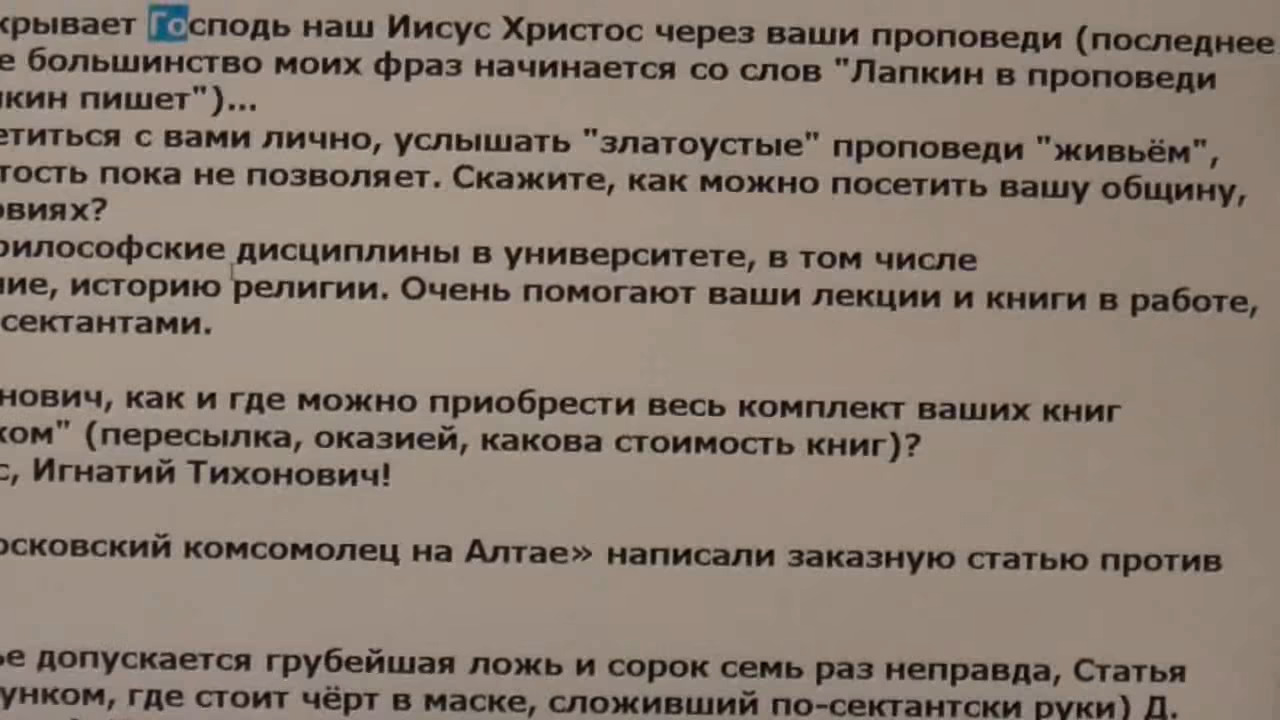 крывает Господь наш Иисус Христос через ваши проповеди (последнее
е большинство моих фраз начинается со слов "Лапкин в проповеди
кин пишет")...
етиться с вами лично, услышать "златоустые" проповеди "живьём",
тость пока не позволяет. Скажите, как можно посетить вашу общину,
овиях?
философские дисциплины в университете, в том числе
ние, историю религии. Очень помогают ваши лекции и книги в работе,
сектантами.
нович, как и где можно приобрести весь комплект ваших книг
ком" (пересылка, оказией, какова стоимость книг)?
с, Игнатий Тихонович!
осковский комсомолец на Алтае» написали заказную статью против
ье допускается грубейшая ложь и сорок семь раз неправда, Статья
унком, где стоит чёрт в маске, сложивший по-сектантски руки) Д.